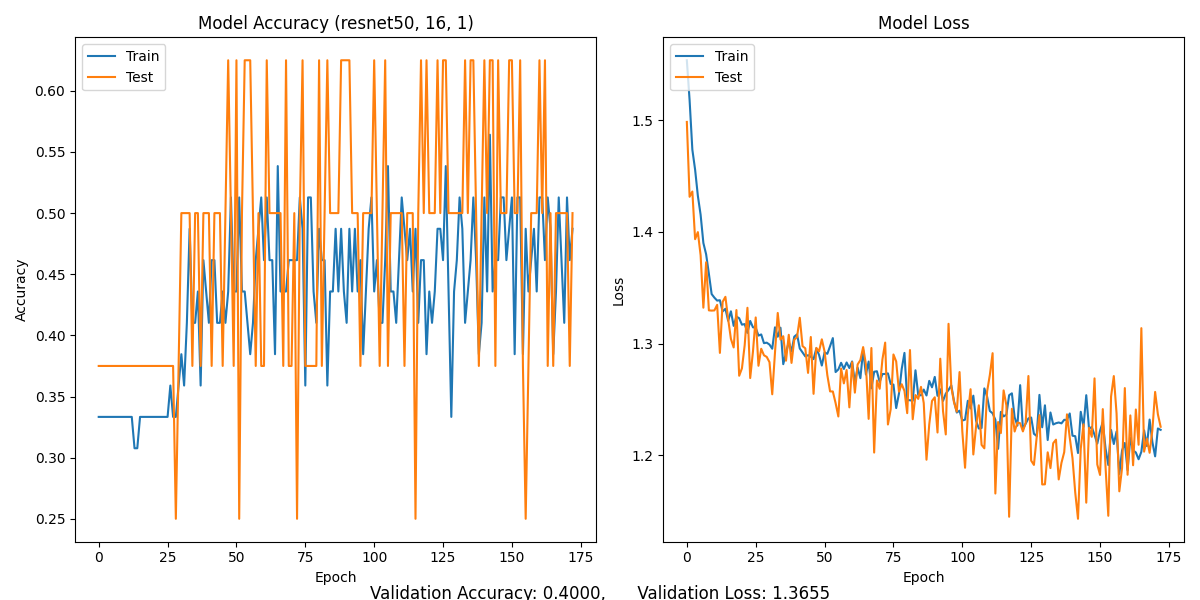 Model Accuracy (resnet50, 16, 1)
Train
Test
0.60
0.55
0.50
0.45
0.40
0.35
0.30
0.25
Accuracy
0 25 50 75 100 125 150 175
Epoch
Model Loss
Train
Test
1.5
1.4
1.3
1.2
Loss
0 25 50 75 100 125 150 175
Epoch
Validation Accuracy: 0.4000, Validation Loss: 1.3655